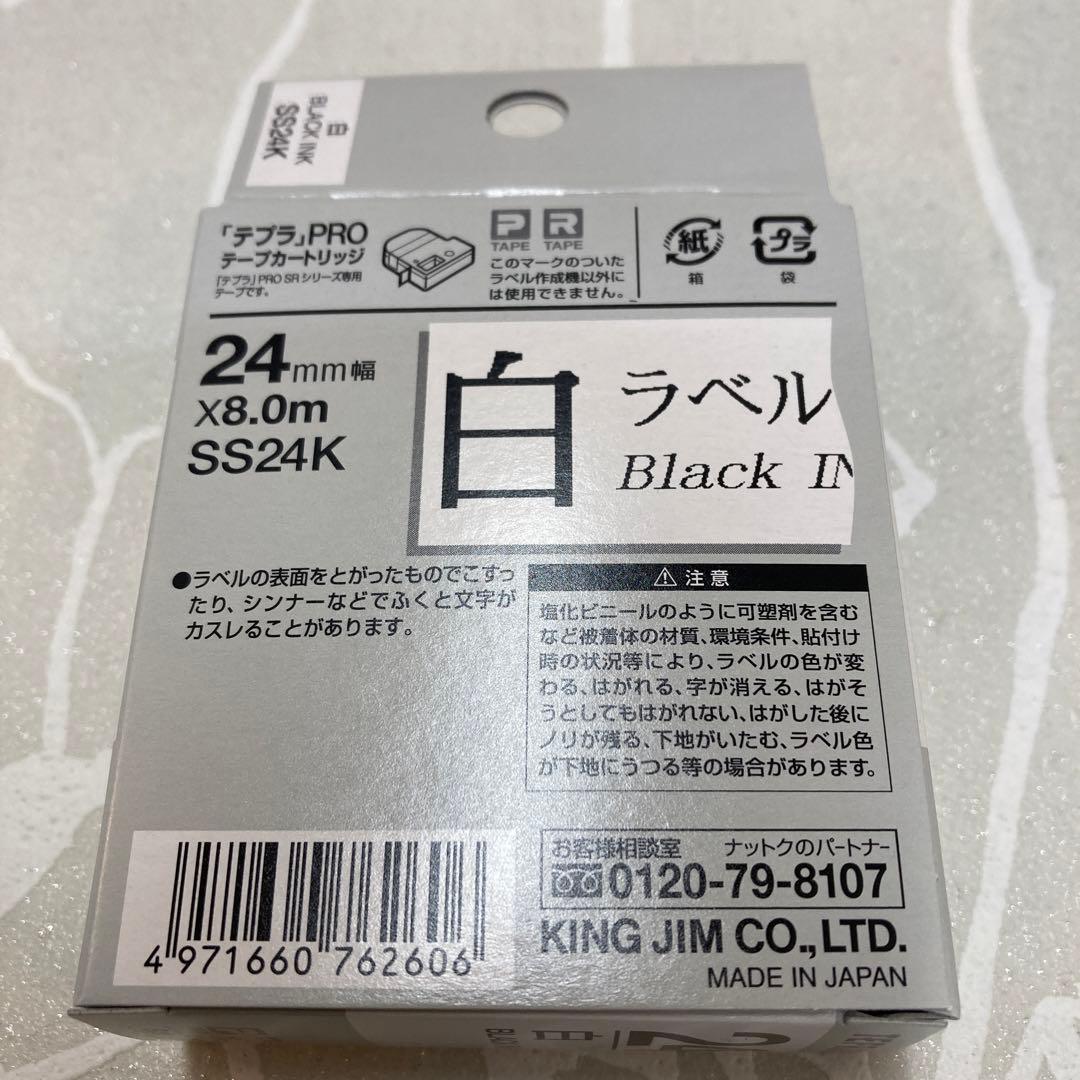 白
BLACK INK
SS24K
「テプラ」PRO
テープカートリッジ
「テプラ」PRO SRシリーズ専用
テープです。
P R
TAPE TAPE
このマークのついた
ラベル作成機以外に
は使用できません。
紙
箱
プラ
袋
24mm幅
X8.0m
SS24K
白
ラベル
Black IN
●ラベルの表面をとがったものでこすっ
たり、シンナーなどでふくと文字が
カスレることがあります。
⚠ 注意
塩化ビニールのように可塑剤を含む
など被着体の材質、環境条件、貼付け
時の状況等により、ラベルの色が変
わる、はがれる、字が消える、はがそ
うとしてもはがれない、はがした後に
ノリが残る、下地がいたむ、ラベル色
が下地にうつる等の場合があります。
お客様相談室 ナットクのパートナー
0120-79-8107
KING JIM CO.,LTD.
MADE IN JAPAN
4 971660 762606
白